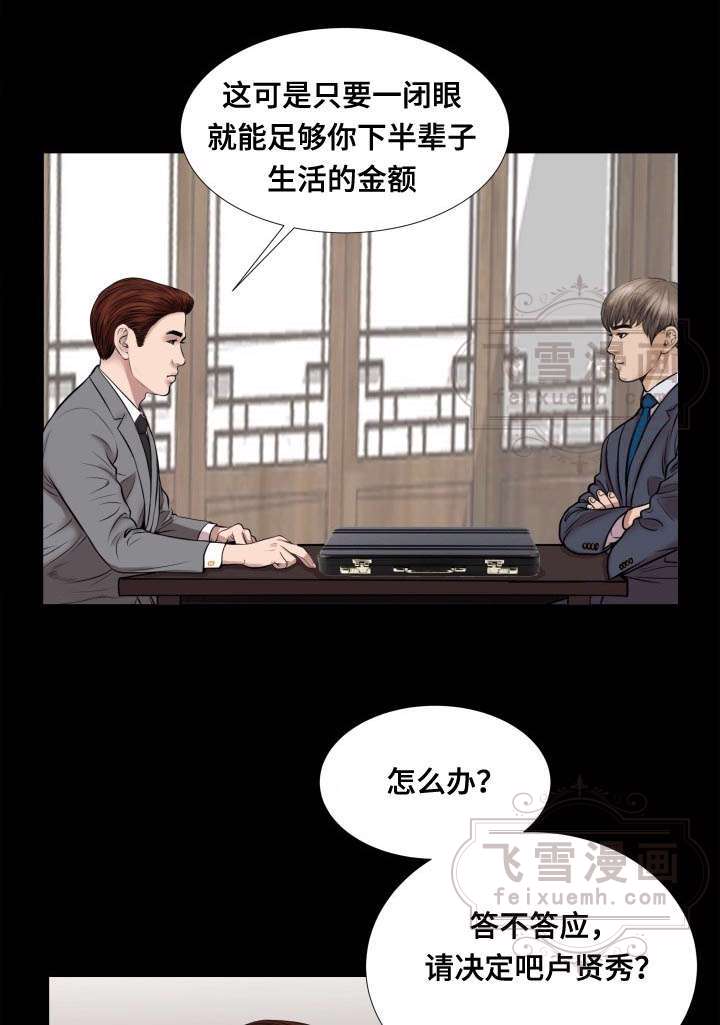 这可是只要一闭眼
就能足够你下半辈子
生活的金额
飞雪漫画
feixuemh.com
怎么办？
飞雪漫画
feixuemh.com
答不答应，
请决定吧卢贤秀？